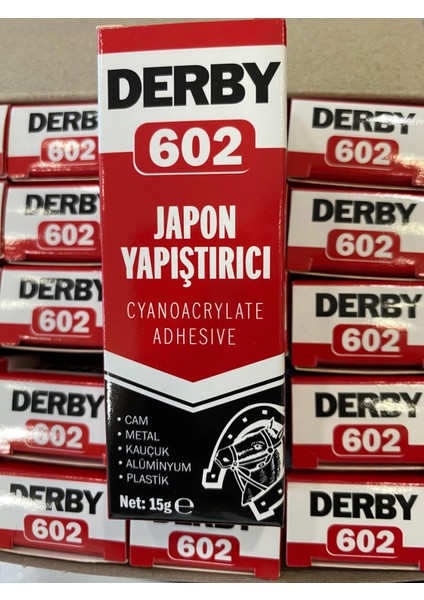 DERBY
602
JAPON
YAPIŞTIRICI
CYANOACRYLATE
ADHESIVE
• CAM
• METAL
• KAUÇUK
• ALÜMİNYUM
• PLASTİK
Net: 15g ℮
DERBY
602
DERBY
602
DERBY
602
DERBY
602
DERBY
602
DERBY
602
DERBY
602
DERBY
602
DERBY
602
DERBY
602
602